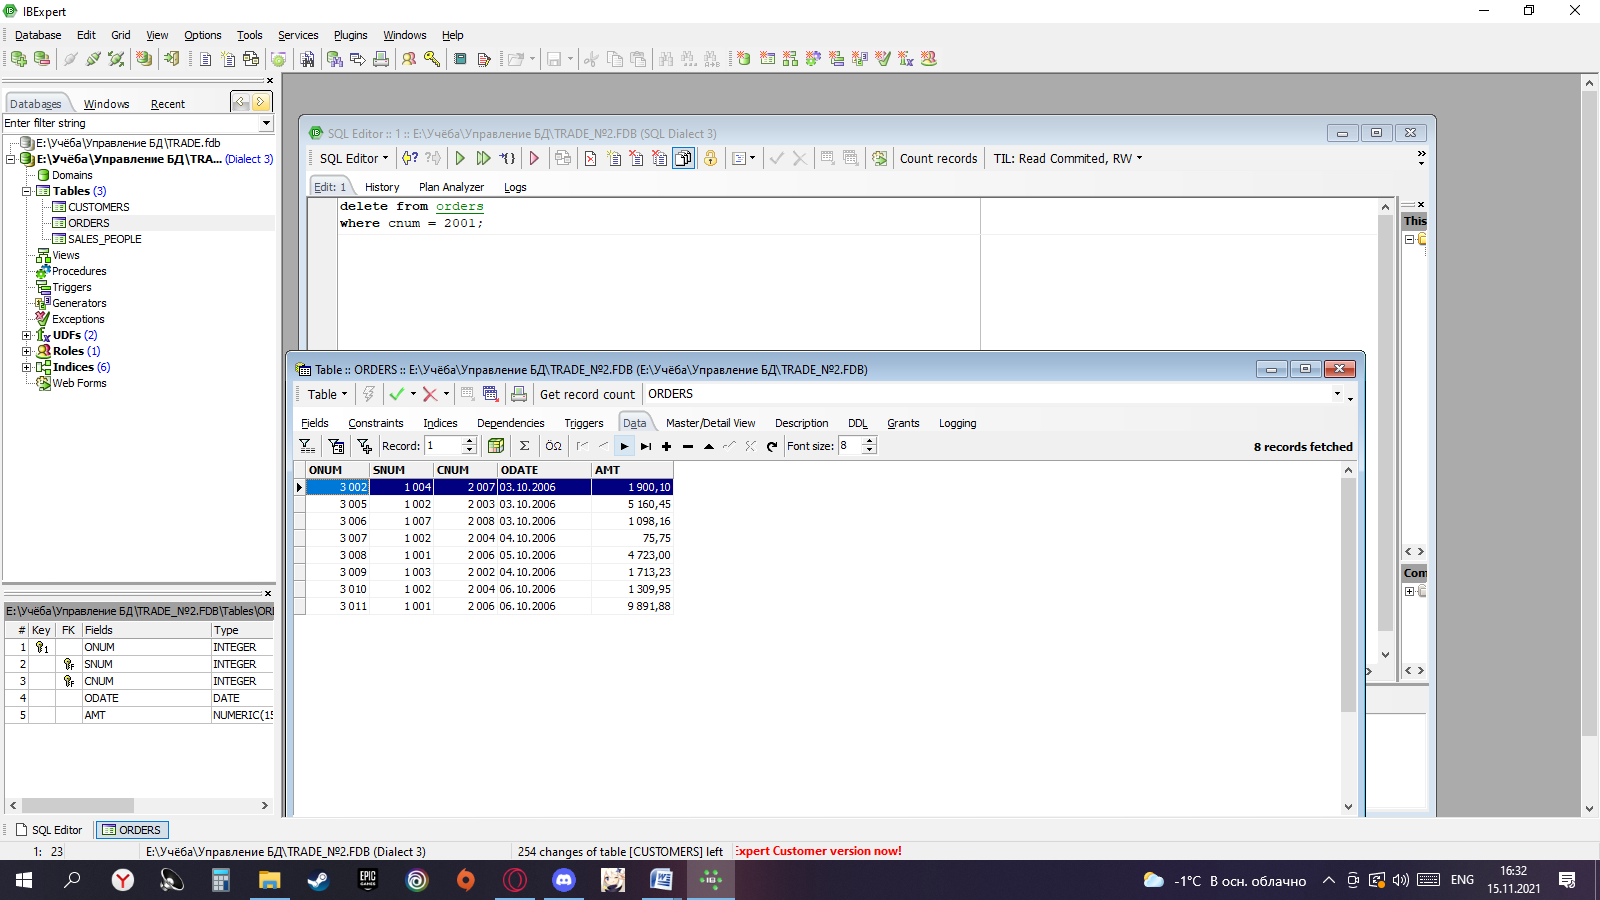 IBExpert
Database Edit Grid View Options Tools Services Plugins Windows Help
Databases Windows Recent
Enter filter string
E:\Учёба\Управление БД\TRADE.fdb
E:\Учёба\Управление БД\TRA... (Dialect 3)
Domains
Tables (3)
CUSTOMERS
ORDERS
SALES_PEOPLE
Views
Procedures
Triggers
Generators
Exceptions
UDFs (2)
Roles (1)
Indices (6)
Web Forms
SQL Editor :: 1 :: E:\Учёба\Управление БД\TRADE_№2.FDB (SQL Dialect 3)
SQL Editor Count records TIL: Read Commited, RW
Edit: 1 History Plan Analyzer Logs
delete from orders
where cnum = 2001;
This
Com
Table :: ORDERS :: E:\Учёба\Управление БД\TRADE_№2.FDB (E:\Учёба\Управление БД\TRADE_№2.FDB)
Table Get record count ORDERS
Fields Constraints Indices Dependencies Triggers Data Master/Detail View Description DDL Grants Logging
Record: 1 Σ ÖΩ Font size: 8 8 records fetched
ONUM SNUM CNUM ODATE AMT
3 002 1 004 2 007 03.10.2006 1 900,10
3 005 1 002 2 003 03.10.2006 5 160,45
3 006 1 007 2 008 03.10.2006 1 098,16
3 007 1 002 2 004 04.10.2006 75,75
3 008 1 001 2 006 05.10.2006 4 723,00
3 009 1 003 2 002 04.10.2006 1 713,23
3 010 1 002 2 004 06.10.2006 1 309,95
3 011 1 001 2 006 06.10.2006 9 891,88
E:\Учёба\Управление БД\TRADE_№2.FDB\Tables\ORI
# Key FK Fields Type
1 1 ONUM INTEGER
2 F SNUM INTEGER
3 F CNUM INTEGER
4 ODATE DATE
5 AMT NUMERIC(15
SQL Editor ORDERS
1: 23 E:\Учёба\Управление БД\TRADE_№2.FDB (Dialect 3) 254 changes of table [CUSTOMERS] left Expert Customer version now!
EPIC GAMES
-1°C В осн. облачно ENG 16:32
15.11.2021